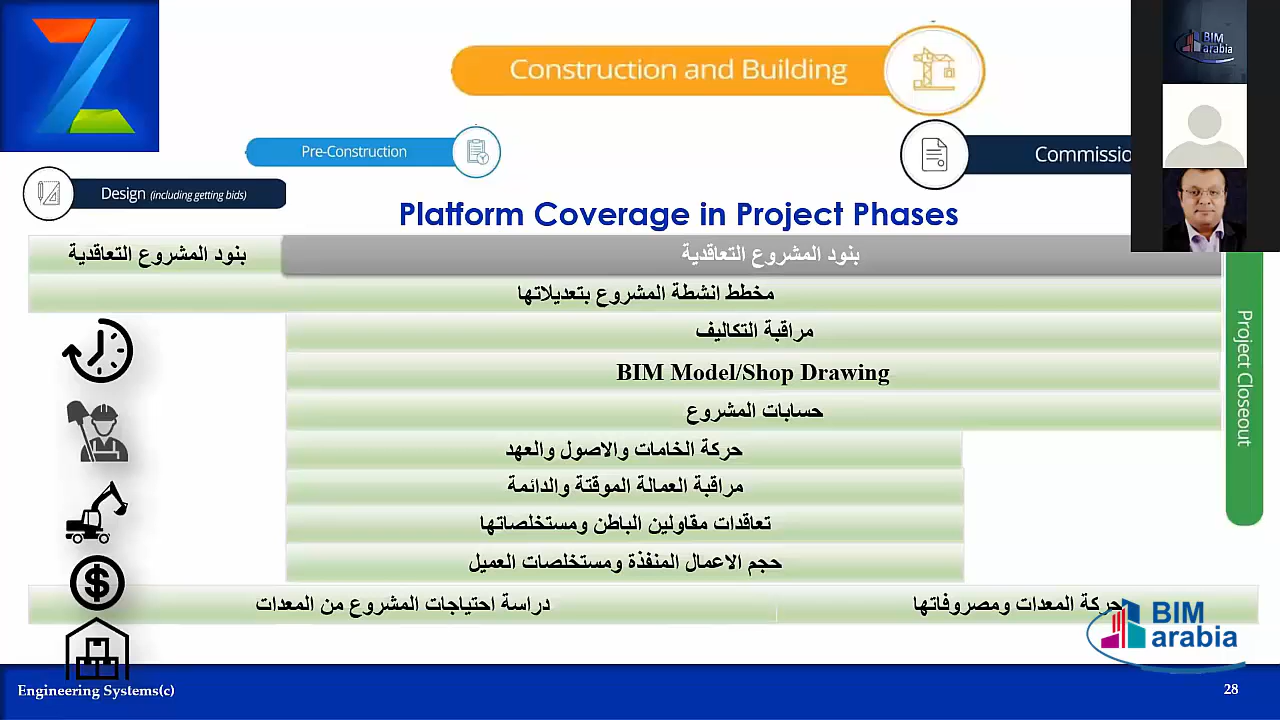 Construction and Building
BIM
arabia
Pre-Construction
Commissio
Design (including getting bids)
Platform Coverage in Project Phases
بنود المشروع التعاقدية
بنود المشروع التعاقدية
مخطط انشطة المشروع بتعديلاتها
مراقبة التكاليف
BIM Model/Shop Drawing
حسابات المشروع
حركة الخامات والاصول والعهد
مراقبة العمالة الموقتة والدائمة
تعاقدات مقاولين الباطن ومستخلصاتها
حجم الاعمال المنفذة ومستخلصات العميل
دراسة احتياجات المشروع من المعدات
حركة المعدات ومصروفاتها
Project Closeout
BIM
arabia
Engineering Systems(c)
28